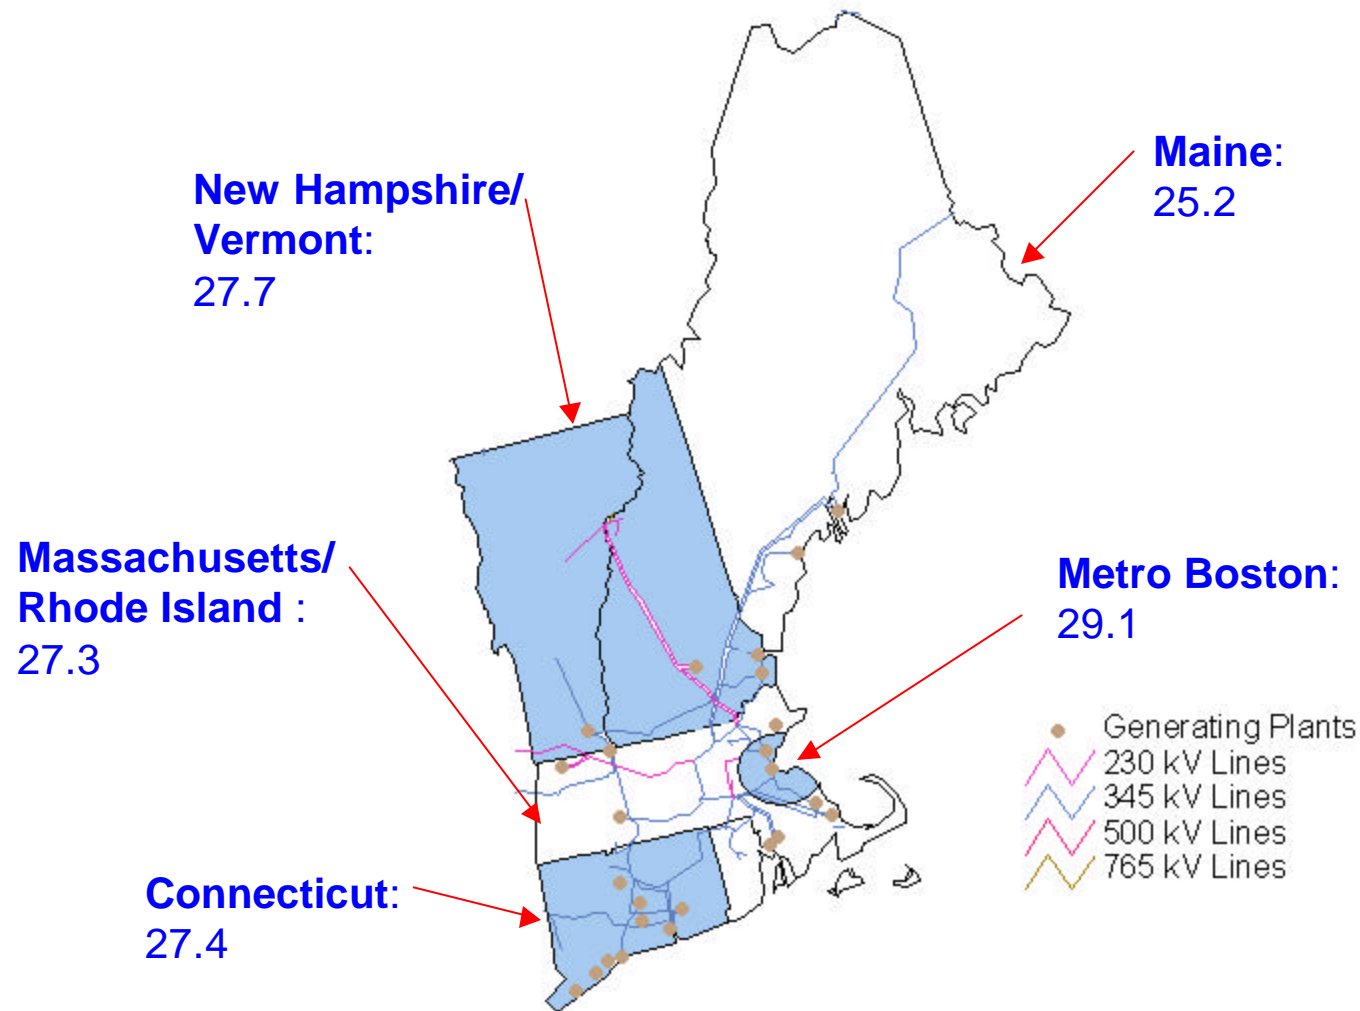 Maine:
25.2
New Hampshire/
Vermont:
27.7
Massachusetts/
Rhode Island :
27.3
Metro Boston:
29.1
Connecticut:
27.4
Generating Plants
230 kV Lines
345 kV Lines
500 kV Lines
765 kV Lines